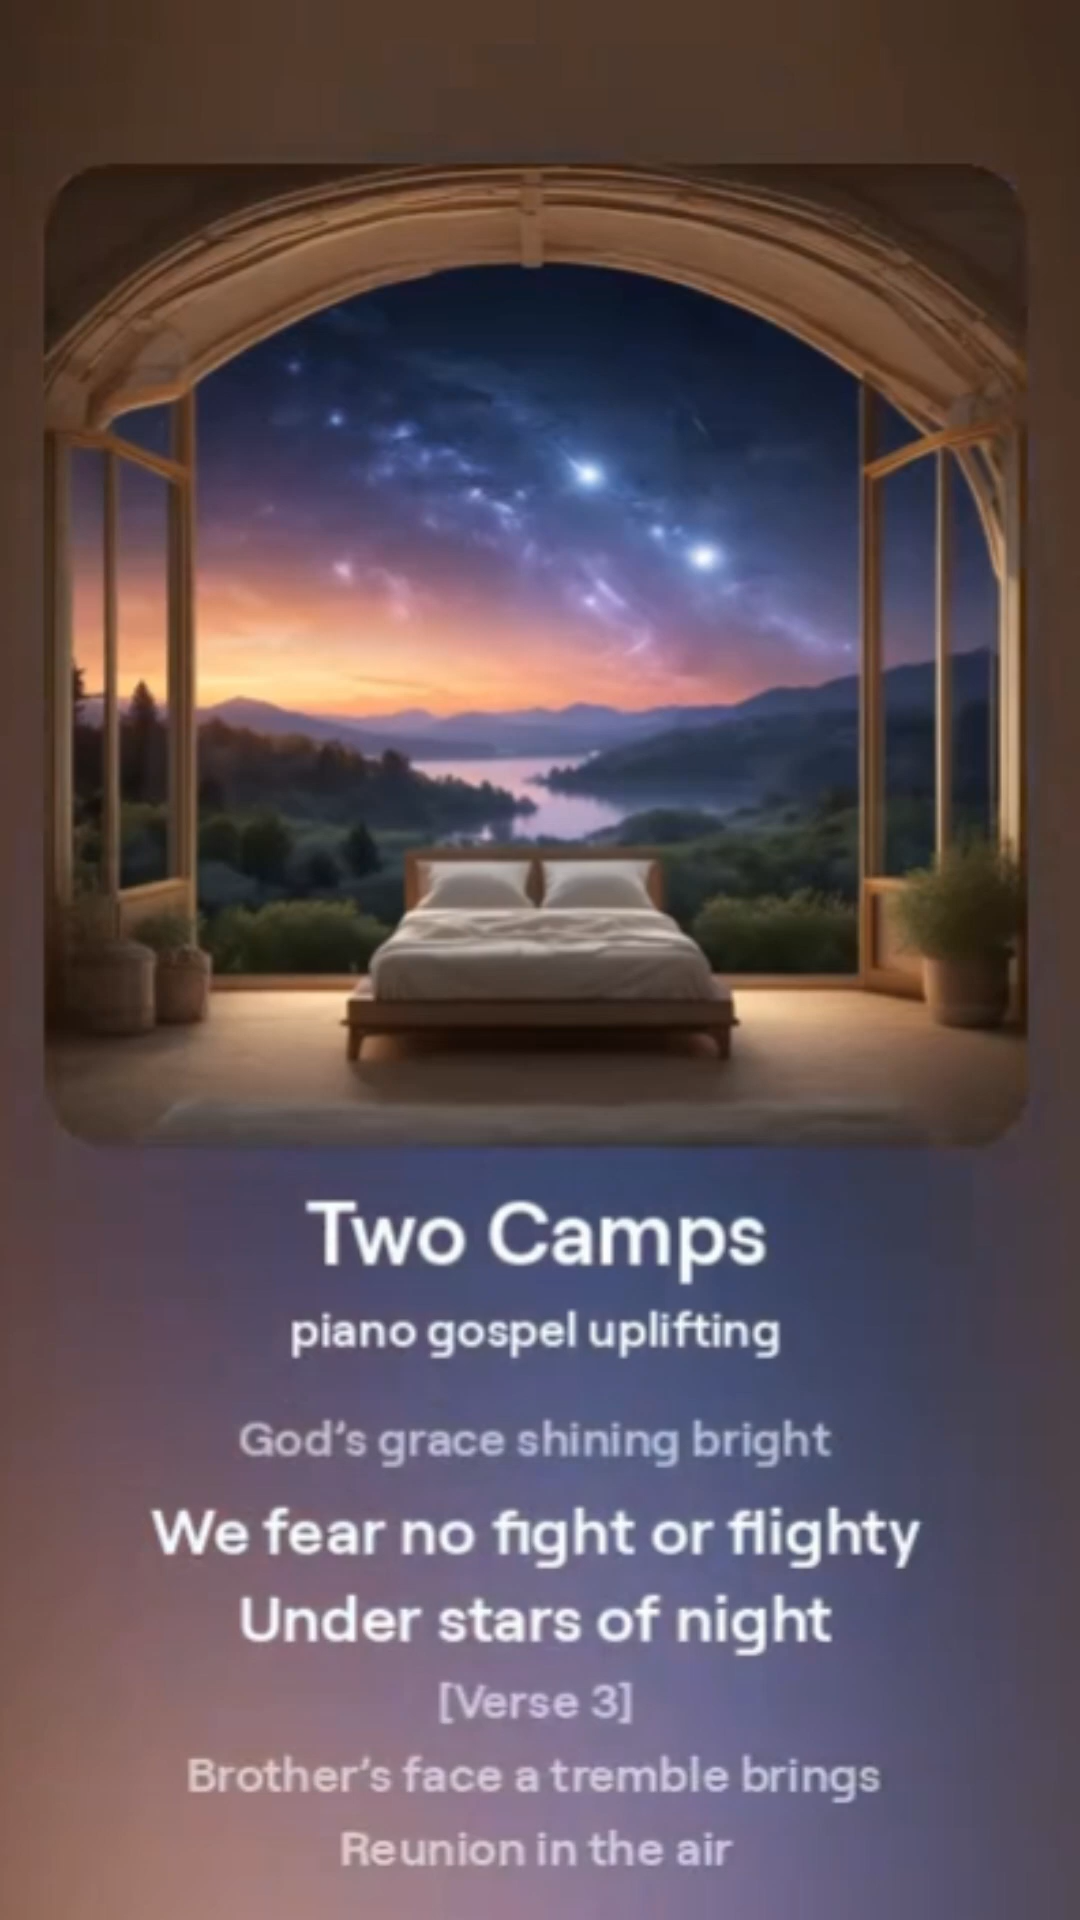 Two Camps
piano gospel uplifting
God's grace shining bright
We fear no fight or flighty
Under stars of night
[Verse 3]
Brother's face a tremble brings
Reunion in the air